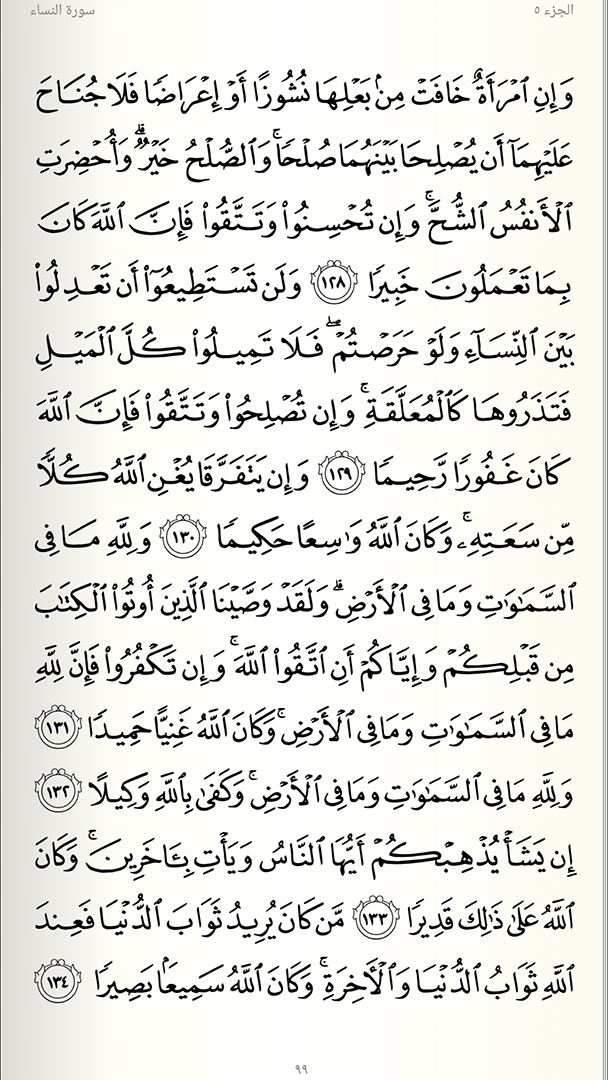 الجزء ٥
سورة النساء
وَإِنِ ٱمْرَأَةٌ خَافَتْ مِنۢ بَعْلِهَا نُشُوزًا أَوْ إِعْرَاضًا فَلَا جُنَاحَ
عَلَيْهِمَآ أَن يُصْلِحَا بَيْنَهُمَا صُلْحًا ۚ وَٱلصُّلْحُ خَيْرٌ ۗ وَأُحْضِرَتِ
ٱلْأَنفُسُ ٱلشُّحَّ ۚ وَإِن تُحْسِنُوا۟ وَتَتَّقُوا۟ فَإِنَّ ٱللَّهَ كَانَ
بِمَا تَعْمَلُونَ خَبِيرًا ١٢٨ وَلَن تَسْتَطِيعُوٓا۟ أَن تَعْدِلُوا۟
بَيْنَ ٱلنِّسَآءِ وَلَوْ حَرَصْتُمْ ۖ فَلَا تَمِيلُوا۟ كُلَّ ٱلْمَيْلِ
فَتَذَرُوهَا كَٱلْمُعَلَّقَةِ ۚ وَإِن تُصْلِحُوا۟ وَتَتَّقُوا۟ فَإِنَّ ٱللَّهَ
كَانَ غَفُورًا رَّحِيمًا ١٢٩ وَإِن يَتَفَرَّقَا يُغْنِ ٱللَّهُ كُلًّا
مِّن سَعَتِهِۦ ۚ وَكَانَ ٱللَّهُ وَٰسِعًا حَكِيمًا ١٣٠ وَلِلَّهِ مَا فِى
ٱلسَّمَـٰوَٰتِ وَمَا فِى ٱلْأَرْضِ ۗ وَلَقَدْ وَصَّيْنَا ٱلَّذِينَ أُوتُوا۟ ٱلْكِتَـٰبَ
مِن قَبْلِكُمْ وَإِيَّاكُمْ أَنِ ٱتَّقُوا۟ ٱللَّهَ ۚ وَإِن تَكْفُرُوا۟ فَإِنَّ لِلَّهِ
مَا فِى ٱلسَّمَـٰوَٰتِ وَمَا فِى ٱلْأَرْضِ ۚ وَكَانَ ٱللَّهُ غَنِيًّا حَمِيدًا ١٣١
وَلِلَّهِ مَا فِى ٱلسَّمَـٰوَٰتِ وَمَا فِى ٱلْأَرْضِ ۚ وَكَفَىٰ بِٱللَّهِ وَكِيلًا ١٣٢
إِن يَشَأْ يُذْهِبْكُمْ أَيُّهَا ٱلنَّاسُ وَيَأْتِ بِـَٔاخَرِينَ ۚ وَكَانَ
ٱللَّهُ عَلَىٰ ذَٰلِكَ قَدِيرًا ١٣٣ مَّن كَانَ يُرِيدُ ثَوَابَ ٱلدُّنْيَا فَعِندَ
ٱللَّهِ ثَوَابُ ٱلدُّنْيَا وَٱلْـَٔاخِرَةِ ۚ وَكَانَ ٱللَّهُ سَمِيعًۢا بَصِيرًا ١٣٤
٩٩